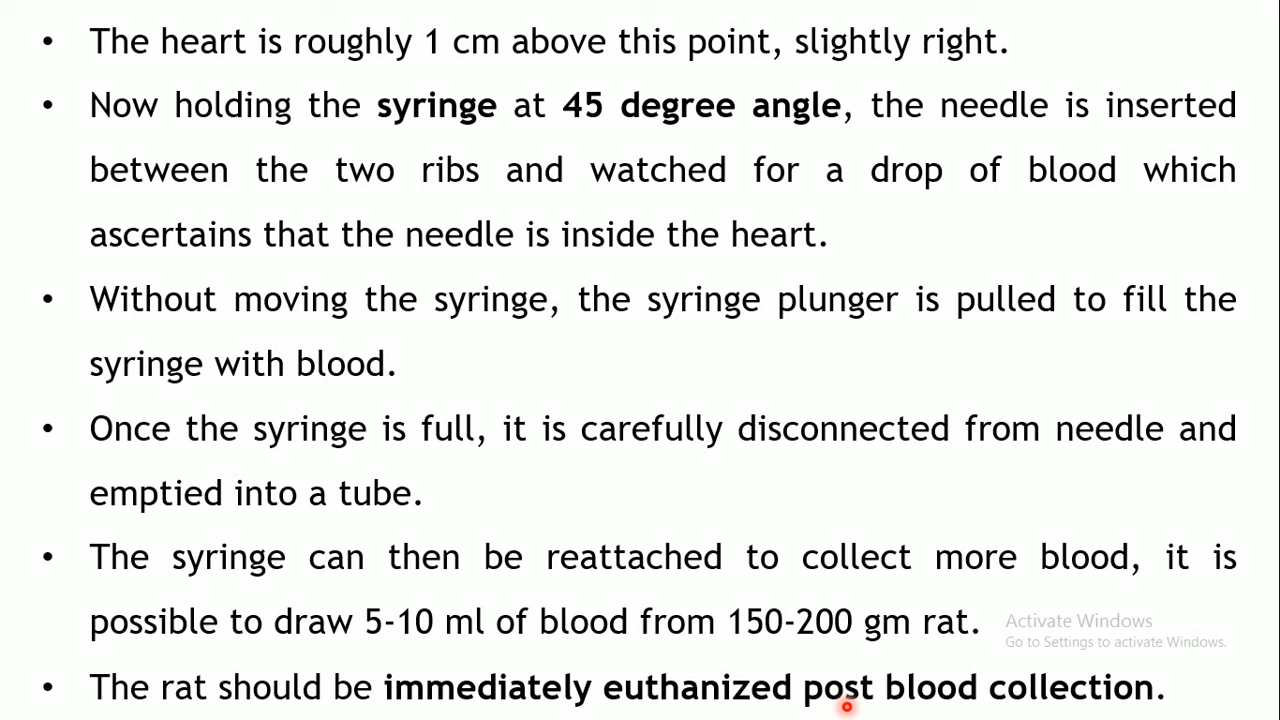 • The heart is roughly 1 cm above this point, slightly right.
• Now holding the syringe at 45 degree angle, the needle is inserted
between the two ribs and watched for a drop of blood which
ascertains that the needle is inside the heart.
• Without moving the syringe, the syringe plunger is pulled to fill the
syringe with blood.
• Once the syringe is full, it is carefully disconnected from needle and
emptied into a tube.
• The syringe can then be reattached to collect more blood, it is
possible to draw 5-10 ml of blood from 150-200 gm rat.
Activate Windows
Go to Settings to activate Windows.
• The rat should be immediately euthanized post blood collection.